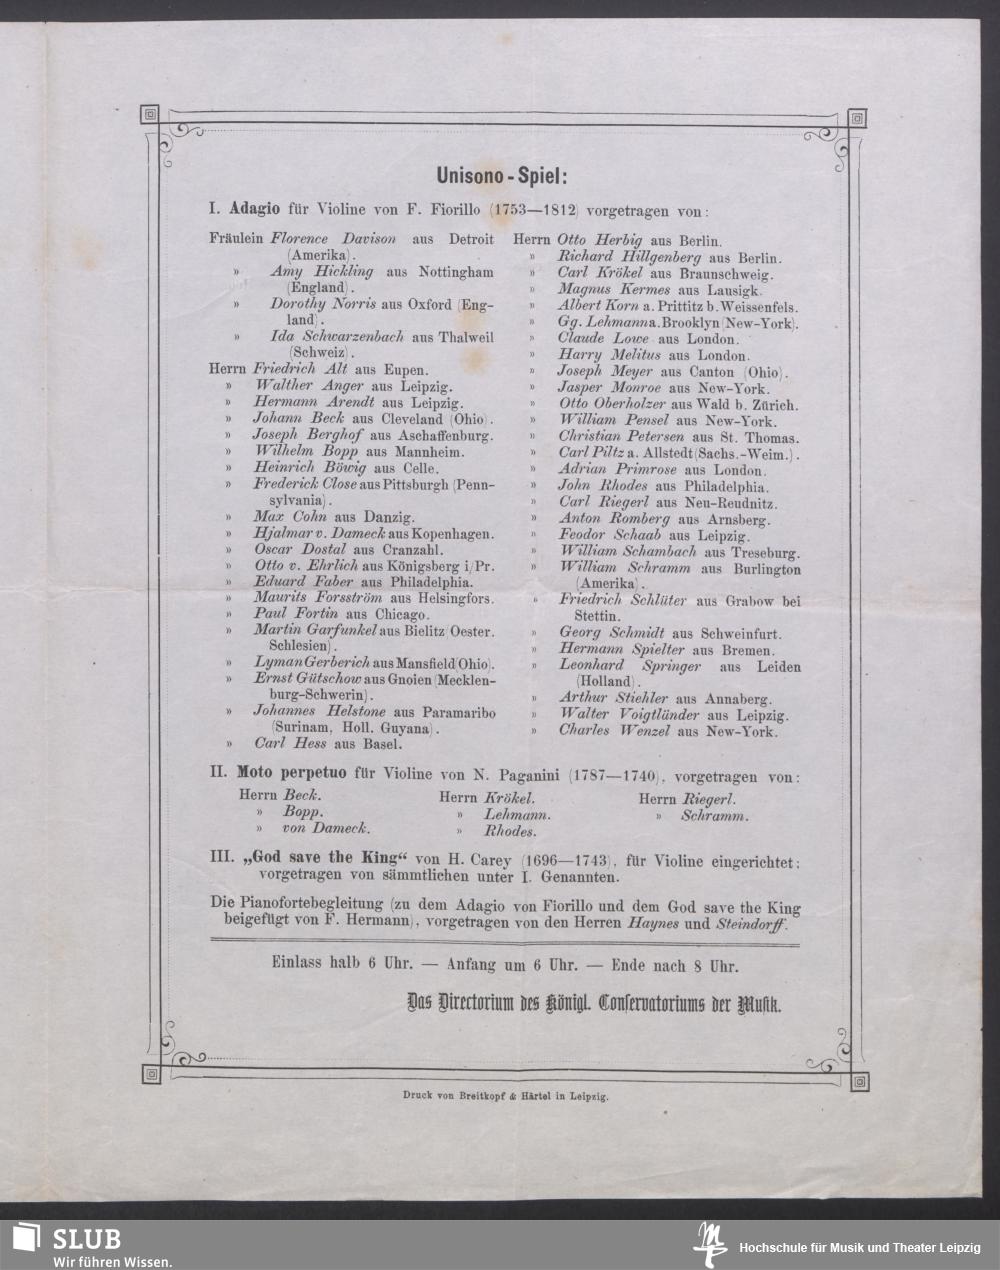 Unisono-Spiel:
I. Adagio für Violine von F. Fiorillo (1753—1812) vorgetragen von:
Fräulein Florence Davison aus Detroit
(Amerika).
» Amy Hickling aus Nottingham
(England).
» Dorothy Norris aus Oxford (Eng-
land).
» Ida Schwarzenbach aus Thalweil
(Schweiz).
Herrn Friedrich Alt aus Eupen.
» Walther Anger aus Leipzig.
» Hermann Arendt aus Leipzig.
» Johann Beck aus Cleveland (Ohio).
» Joseph Berghof aus Aschaffenburg.
» Wilhelm Bopp aus Mannheim.
» Heinrich Böwig aus Celle.
» Frederick Close aus Pittsburgh (Penn-
sylvania).
» Max Cohn aus Danzig.
» Hjalmar v. Dameck aus Kopenhagen.
» Oscar Dostal aus Cranzahl.
» Otto v. Ehrlich aus Königsberg i/Pr.
» Eduard Faber aus Philadelphia.
» Maurits Forsström aus Helsingfors.
» Paul Fortin aus Chicago.
» Martin Garfunkel aus Bielitz (Oester.
Schlesien).
» Lyman Gerberich aus Mansfield (Ohio).
» Ernst Gütschow aus Gnoien (Mecklen-
burg-Schwerin).
» Johannes Helstone aus Paramaribo
(Surinam, Holl. Guyana).
» Carl Hess aus Basel.
Herrn Otto Herbig aus Berlin.
» Richard Hillgenberg aus Berlin.
» Carl Krökel aus Braunschweig.
» Magnus Kermes aus Lausigk.
» Albert Korn a. Prittitz b. Weissenfels.
» Gg. Lehmann a. Brooklyn (New-York).
» Claude Lowe aus London.
» Harry Melitus aus London.
» Joseph Meyer aus Canton (Ohio).
» Jasper Monroe aus New-York.
» Otto Oberholzer aus Wald b. Zürich.
» William Pensel aus New-York.
» Christian Petersen aus St. Thomas.
» Carl Piltz a. Allstedt (Sachs.-Weim.).
» Adrian Primrose aus London.
» John Rhodes aus Philadelphia.
» Carl Riegerl aus Neu-Reudnitz.
» Anton Romberg aus Arnsberg.
» Feodor Schaab aus Leipzig.
» William Schambach aus Treseburg.
» William Schramm aus Burlington
(Amerika).
» Friedrich Schlüter aus Grabow bei
Stettin.
» Georg Schmidt aus Schweinfurt.
» Hermann Spielter aus Bremen.
» Leonhard Springer aus Leiden
(Holland).
» Arthur Stiehler aus Annaberg.
» Walter Voigtländer aus Leipzig.
» Charles Wenzel aus New-York.
II. Moto perpetuo für Violine von N. Paganini (1787—1740), vorgetragen von:
Herrn Beck. Herrn Krökel. Herrn Riegerl.
» Bopp. » Lehmann. » Schramm.
» von Dameck. » Rhodes.
III. „God save the King“ von H. Carey (1696—1743), für Violine eingerichtet;
vorgetragen von sämmtlichen unter I. Genannten.
Die Pianofortebegleitung (zu dem Adagio von Fiorillo und dem God save the King
beigefügt von F. Hermann), vorgetragen von den Herren Haynes und Steindorff.
Einlass halb 6 Uhr. — Anfang um 6 Uhr. — Ende nach 8 Uhr.
Das Directorium des Königl. Conservatoriums der Musik.
Druck von Breitkopf & Härtel in Leipzig.
SLUB
Wir führen Wissen.
Hochschule für Musik und Theater Leipzig